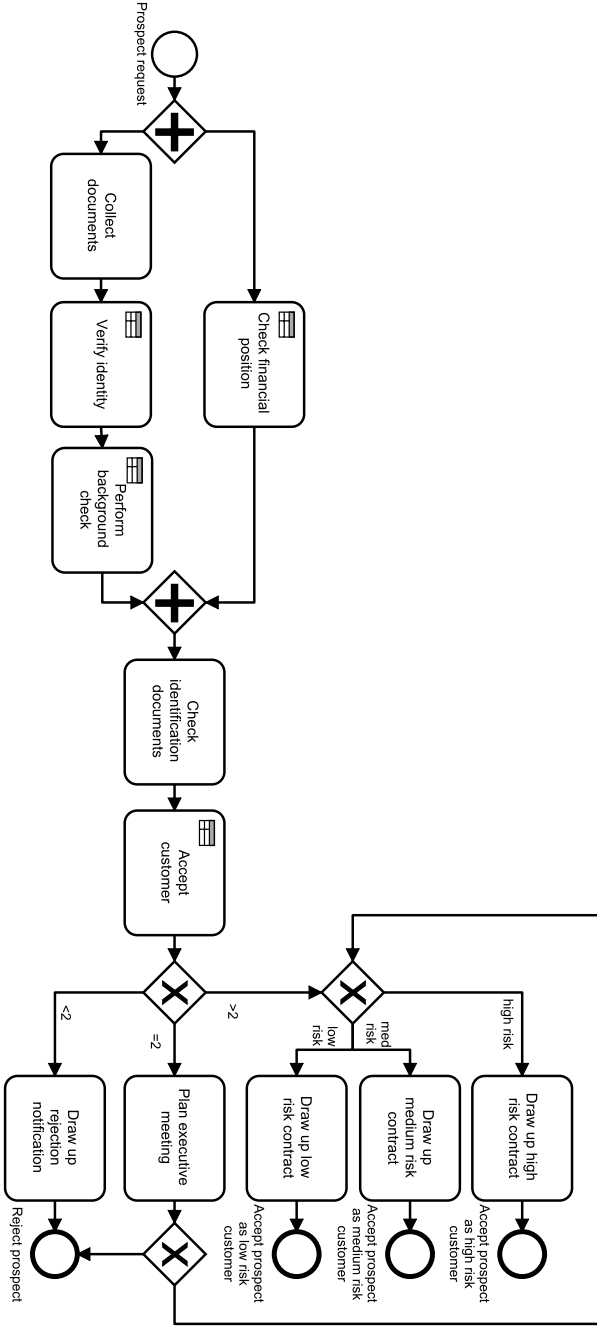 Prospect request
Collect
documents
Verify identity
Perform
background
check
Check financial
position
Check
identification
documents
Accept
customer
>2
=2
<2
high risk
med
risk
low
risk
Draw up high
risk contract
Accept prospect
as high risk
customer
Draw up
medium risk
contract
Accept prospect
as medium risk
customer
Draw up low
risk contract
Accept prospect
as low risk
customer
Plan executive
meeting
Draw up
rejection
notification
Reject prospect